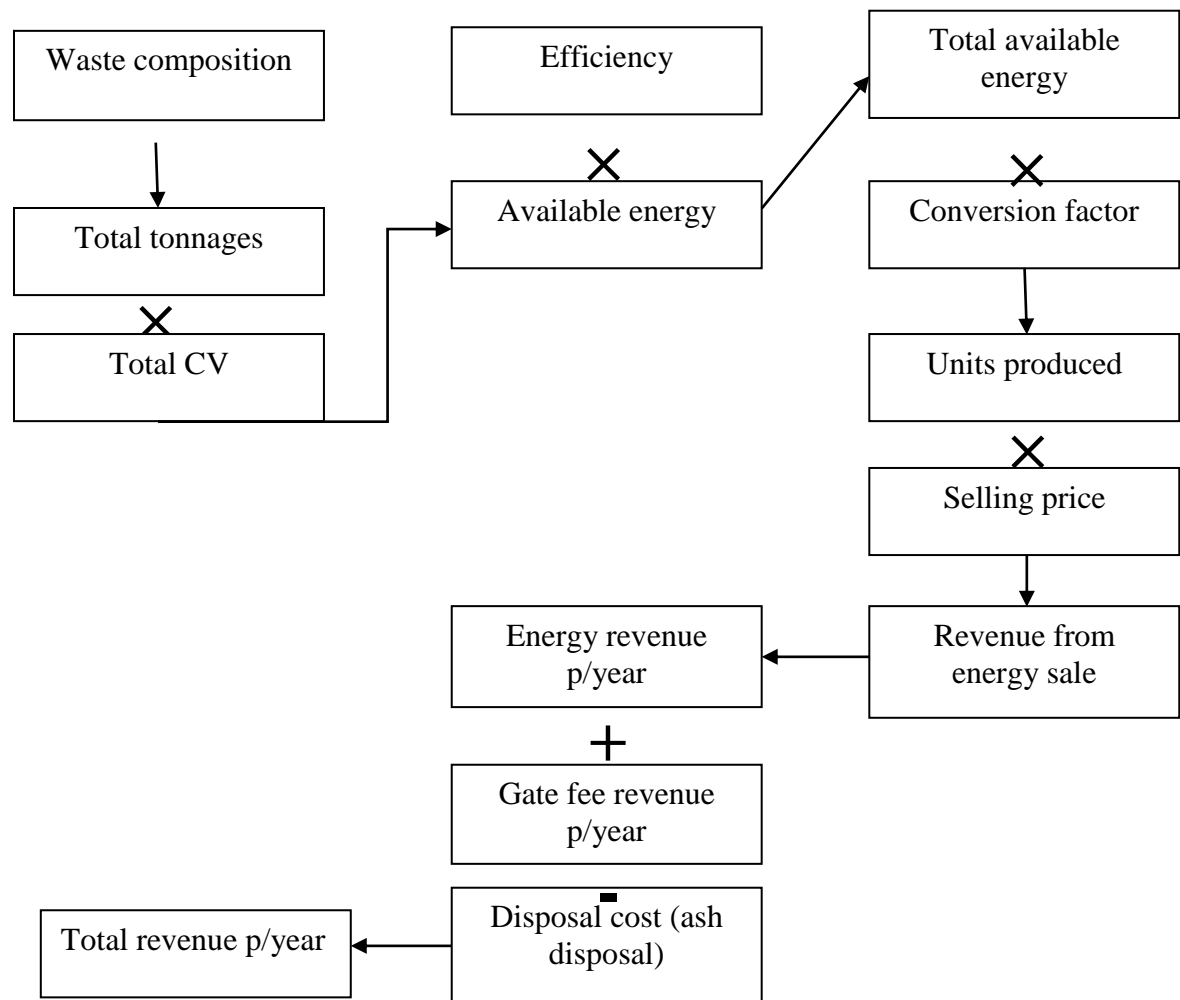 Waste composition
Total tonnages
×
Total CV
Efficiency
×
Available energy
Total available
energy
×
Conversion factor
Units produced
×
Selling price
Revenue from
energy sale
Energy revenue
p/year
+
Gate fee revenue
p/year
-
Disposal cost (ash
disposal)
Total revenue p/year